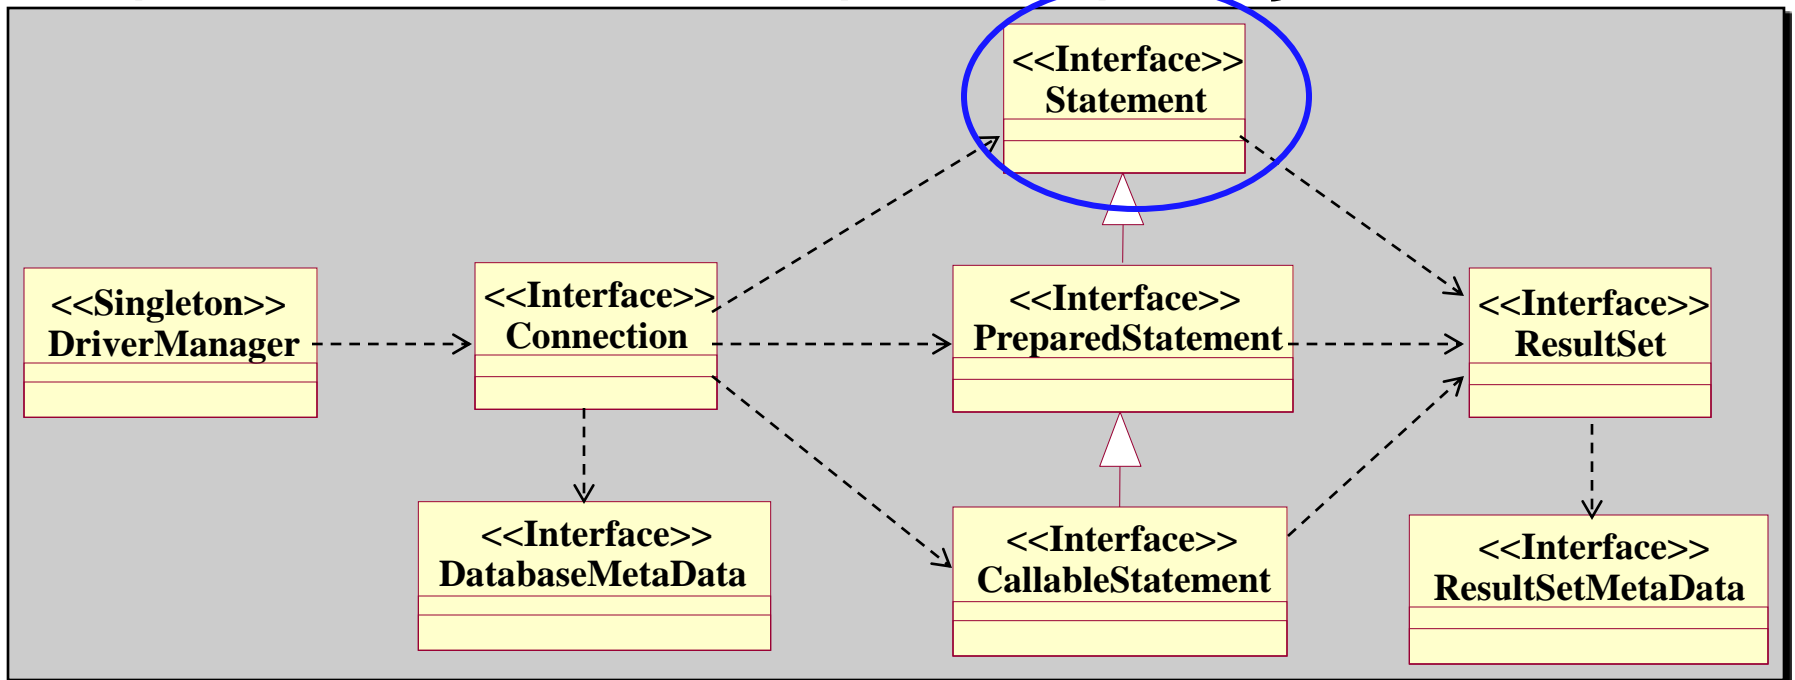 <<Interface>>
Statement
<<Singleton>>
DriverManager
<<Interface>>
Connection
<<Interface>>
PreparedStatement
<<Interface>>
ResultSet
<<Interface>>
DatabaseMetaData
<<Interface>>
CallableStatement
<<Interface>>
ResultSetMetaData